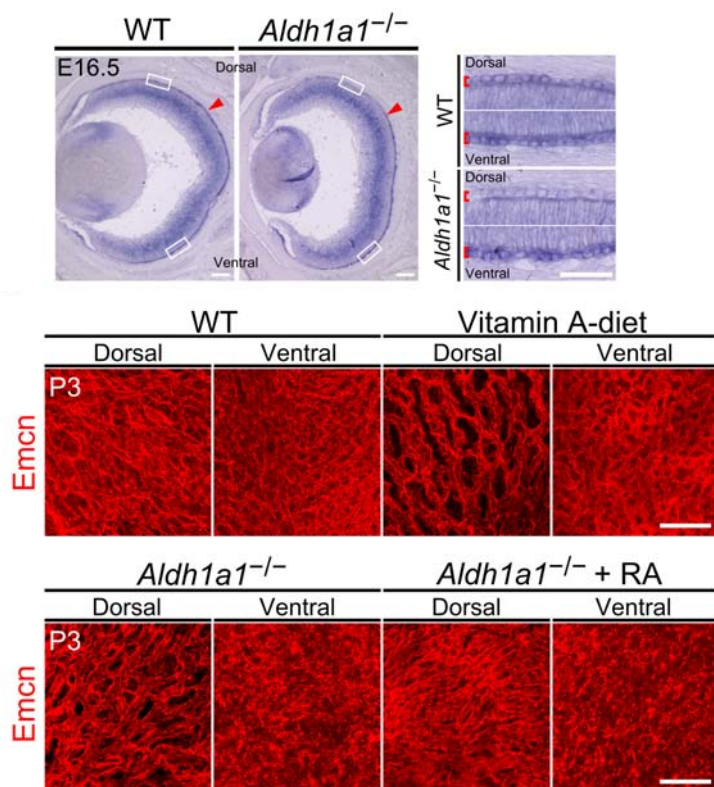 WT Aldh1a1–/–
E16.5 Dorsal
Ventral
WT
Dorsal
Ventral
Aldh1a1–/–
Dorsal
Ventral
WT Vitamin A-diet
Dorsal Ventral Dorsal Ventral
Emcn P3
Aldh1a1–/– Aldh1a1–/– + RA
Dorsal Ventral Dorsal Ventral
Emcn P3